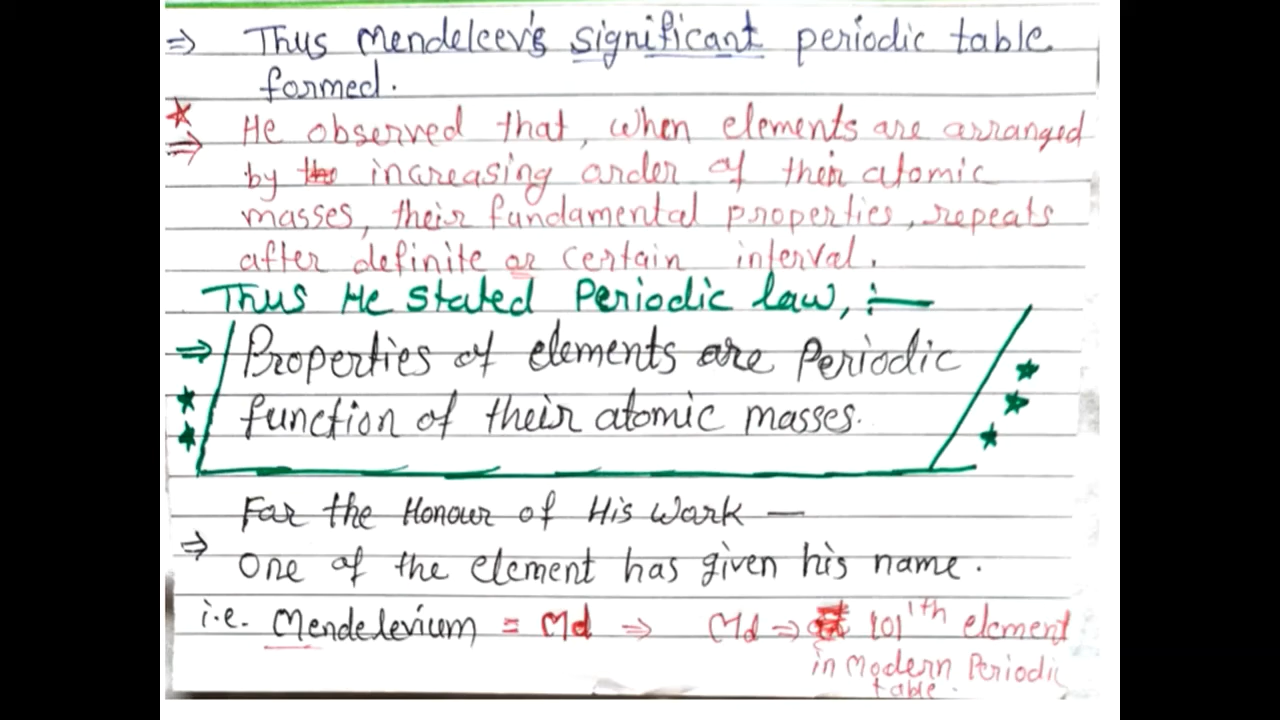 ⇒ Thus Mendeleev's significant periodic table
formed.
⇒ He observed that, when elements are arranged
by increasing order of their atomic
masses, their fundamental properties, repeats
after definite or certain interval.
Thus He stated Periodic law, :—
⇒ Properties of elements are Periodic
function of their atomic masses.
For the Honour of His Work —
⇒ One of the element has given his name.
i.e. Mendelevium = Md ⇒ Md ⇒ 101'th element
in Modern Periodic
table.